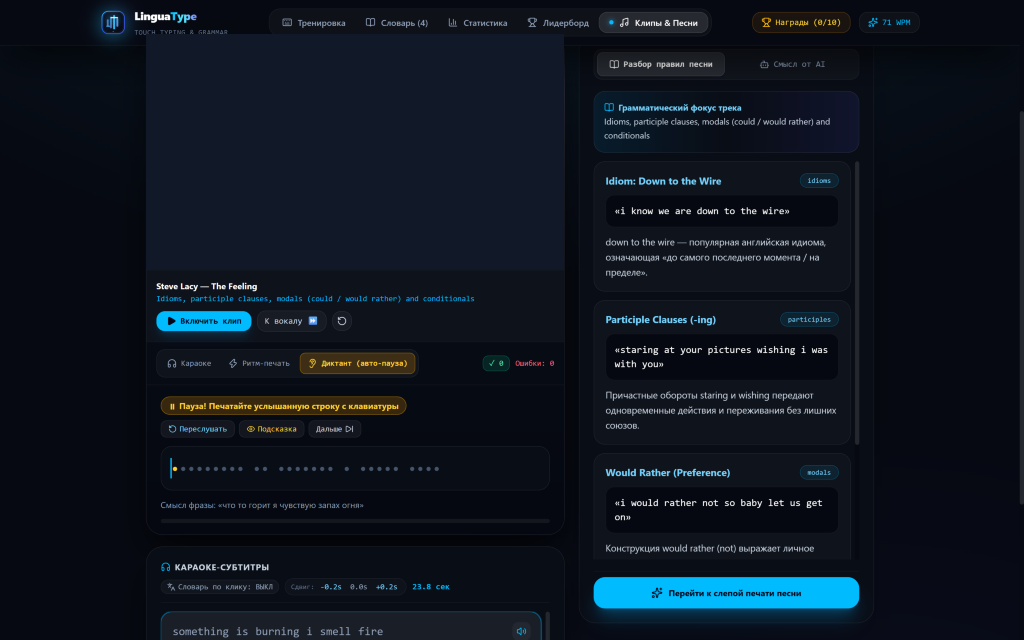 LinguaType
TOUCH TYPING & GRAMMAR
Тренировка
Словарь (4)
Статистика
Лидерборд
Клипы & Песни
Награды (0/10)
71 WPM
Steve Lacy — The Feeling
Idioms, participle clauses, modals (could / would rather) and conditionals
Включить клип
К вокалу ⏩
Караоке
Ритм-печать
Диктант (авто-пауза)
✓ 0
Ошибки: 0
⏸ Пауза! Печатайте услышанную строку с клавиатуры
Переслушать
Подсказка
Дальше
Смысл фразы: «что то горит я чувствую запах огня»
КАРАОКЕ-СУБТИТРЫ
Словарь по клику: ВЫКЛ
Сдвиг: -0.2s 0.0s +0.2s
23.8 сек
something is burning i smell fire
Разбор правил песни
Смысл от AI
Грамматический фокус трека
Idioms, participle clauses, modals (could / would rather) and
conditionals
Idiom: Down to the Wire
idioms
«i know we are down to the wire»
down to the wire — популярная английская идиома,
означающая «до самого последнего момента / на
пределе».
Participle Clauses (-ing)
participles
«staring at your pictures wishing i was
with you»
Причастные обороты staring и wishing передают
одновременные действия и переживания без лишних
союзов.
Would Rather (Preference)
modals
«i would rather not so baby let us get
on»
Конструкция would rather (not) выражает личное
Перейти к слепой печати песни